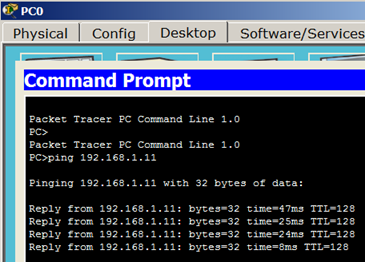 PC0
Physical Config Desktop Software/Services
Command Prompt
Packet Tracer PC Command Line 1.0
PC>
Packet Tracer PC Command Line 1.0
PC>ping 192.168.1.11
Pinging 192.168.1.11 with 32 bytes of data:
Reply from 192.168.1.11: bytes=32 time=47ms TTL=128
Reply from 192.168.1.11: bytes=32 time=25ms TTL=128
Reply from 192.168.1.11: bytes=32 time=24ms TTL=128
Reply from 192.168.1.11: bytes=32 time=8ms TTL=128